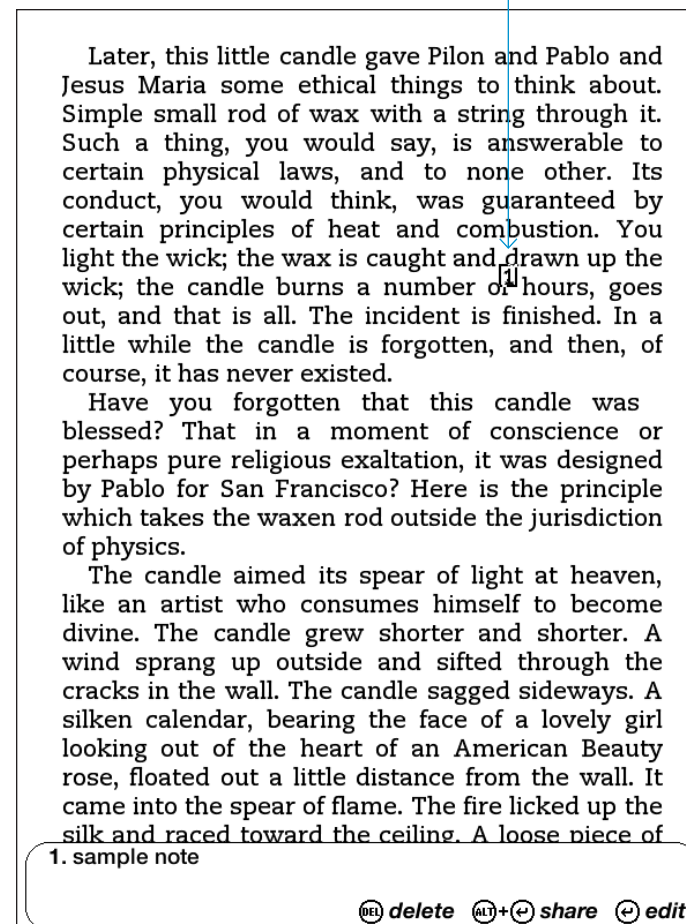 Later, this little candle gave Pilon and Pablo and
Jesus Maria some ethical things to think about.
Simple small rod of wax with a string through it.
Such a thing, you would say, is answerable to
certain physical laws, and to none other. Its
conduct, you would think, was guaranteed by
certain principles of heat and combustion. You
light the wick; the wax is caught and drawn up the
wick; the candle burns a number of [1] hours, goes
out, and that is all. The incident is finished. In a
little while the candle is forgotten, and then, of
course, it has never existed.
Have you forgotten that this candle was
blessed? That in a moment of conscience or
perhaps pure religious exaltation, it was designed
by Pablo for San Francisco? Here is the principle
which takes the waxen rod outside the jurisdiction
of physics.
The candle aimed its spear of light at heaven,
like an artist who consumes himself to become
divine. The candle grew shorter and shorter. A
wind sprang up outside and sifted through the
cracks in the wall. The candle sagged sideways. A
silken calendar, bearing the face of a lovely girl
looking out of the heart of an American Beauty
rose, floated out a little distance from the wall. It
came into the spear of flame. The fire licked up the
silk and raced toward the ceiling. A loose piece of
1. sample note
DEL delete ALT+↵ share ↵ edit